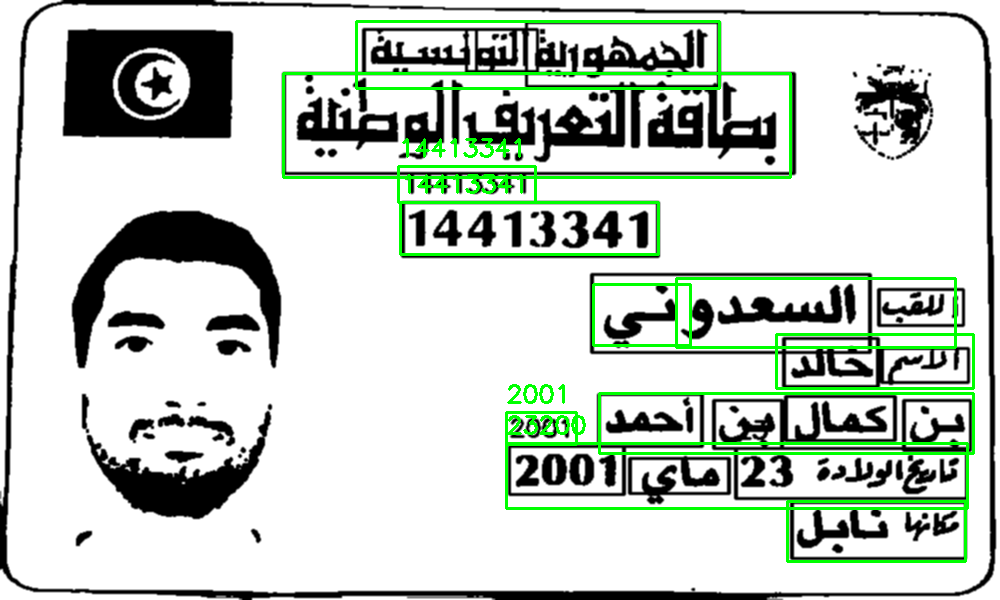 الجمهورية التونسية
بطاقة التعريف الوطنية
14413341
14413341
14413341
اللقب السعدوني
الاسم خالد
بن كمال بن أحمد
2001
تاريخ الولادة 23 ماي 2001
مكانها نابل